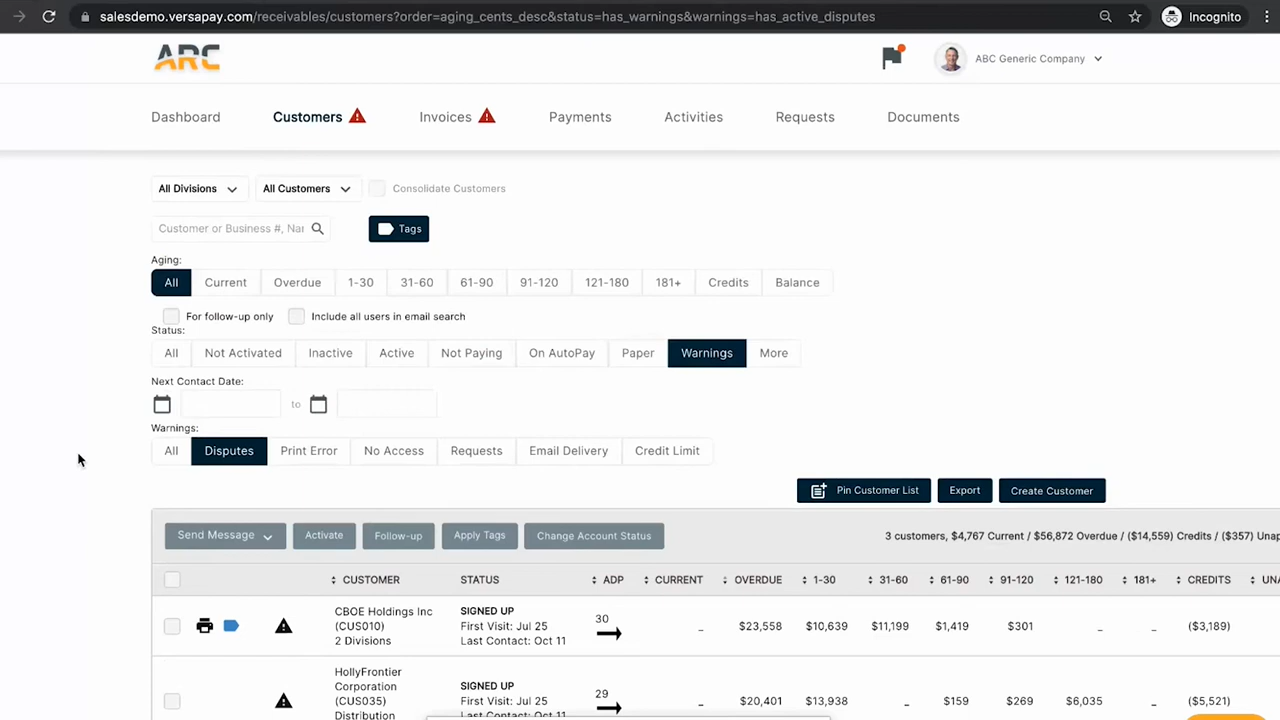 salesdemo.versapay.com/receivables/customers?order=aging_cents_desc&status=has_warnings&warnings=has_active_disputes
Incognito
ARC
ABC Generic Company
Dashboard Customers Invoices Payments Activities Requests Documents
All Divisions All Customers Consolidate Customers
Customer or Business #, Nar Tags
Aging:
All Current Overdue 1-30 31-60 61-90 91-120 121-180 181+ Credits Balance
For follow-up only Include all users in email search
Status:
All Not Activated Inactive Active Not Paying On AutoPay Paper Warnings More
Next Contact Date:
to
Warnings:
All Disputes Print Error No Access Requests Email Delivery Credit Limit
Pin Customer List Export Create Customer
Send Message Activate Follow-up Apply Tags Change Account Status 3 customers, $4,767 Current / $56,872 Overdue / ($14,559) Credits / ($357) Unap
CUSTOMER STATUS ADP CURRENT OVERDUE 1-30 31-60 61-90 91-120 121-180 181+ CREDITS UNA
CBOE Holdings Inc SIGNED UP 30
(CUS010) First Visit: Jul 25 _ $23,558 $10,639 $11,199 $1,419 $301 _ _ ($3,189)
2 Divisions Last Contact: Oct 11
HollyFrontier
Corporation SIGNED UP 29
(CUS035) First Visit: Jul 25 _ $20,401 $13,938 _ $159 $269 $6,035 _ ($5,521)
Distribution Last Contact: Oct 11